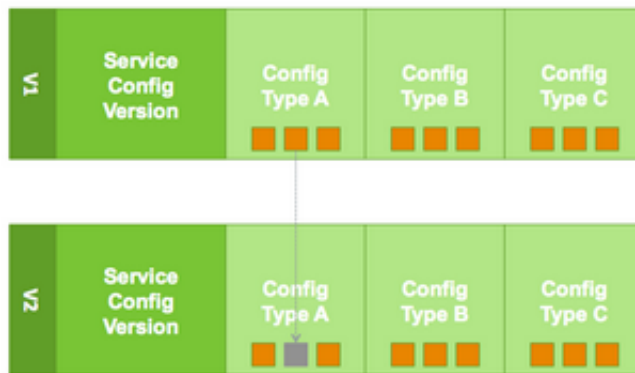 V1
Service
Config
Version
Config
Type A
Config
Type B
Config
Type C
V2
Service
Config
Version
Config
Type A
Config
Type B
Config
Type C